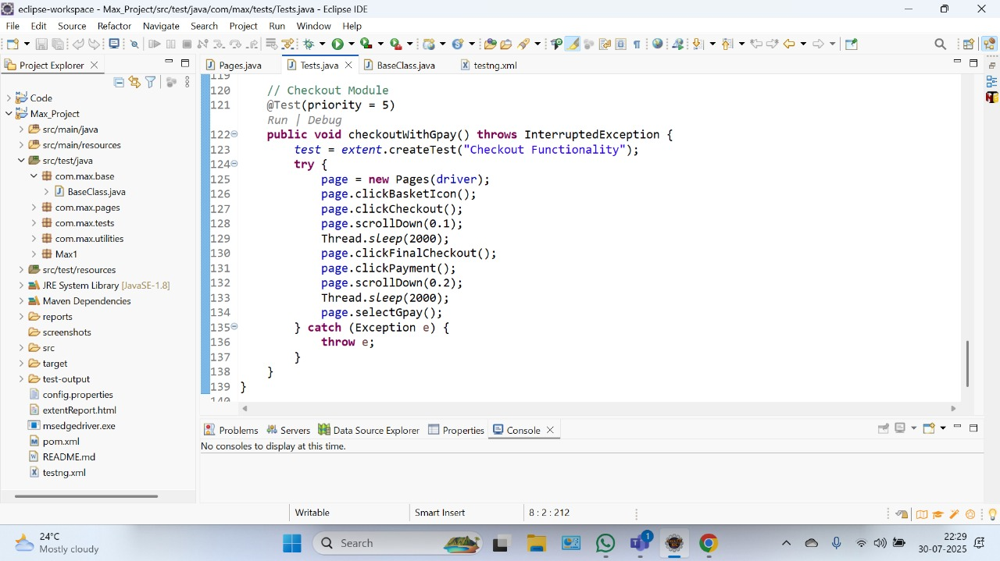 eclipse-workspace - Max_Project/src/test/java/com/max/tests/Tests.java - Eclipse IDE
File Edit Source Refactor Navigate Search Project Run Window Help
Project Explorer
Code
Max_Project
src/main/java
src/main/resources
src/test/java
com.max.base
BaseClass.java
com.max.pages
com.max.tests
com.max.utilities
Max1
src/test/resources
JRE System Library [JavaSE-1.8]
Maven Dependencies
reports
screenshots
src
target
test-output
config.properties
extentReport.html
msedgedriver.exe
pom.xml
README.md
testng.xml
Pages.java Tests.java BaseClass.java testng.xml
119
120 // Checkout Module
121 @Test(priority = 5)
Run | Debug
122 public void checkoutWithGpay() throws InterruptedException {
123 test = extent.createTest("Checkout Functionality");
124 try {
125 page = new Pages(driver);
126 page.clickBasketIcon();
127 page.clickCheckout();
128 page.scrollDown(0.1);
129 Thread.sleep(2000);
130 page.clickFinalCheckout();
131 page.clickPayment();
132 page.scrollDown(0.2);
133 Thread.sleep(2000);
134 page.selectGpay();
135 } catch (Exception e) {
136 throw e;
137 }
138 }
139 }
140
Problems Servers Data Source Explorer Properties Console
No consoles to display at this time.
Writable Smart Insert 8 : 2 : 212
24°C
Mostly cloudy
Search
1
22:29
30-07-2025